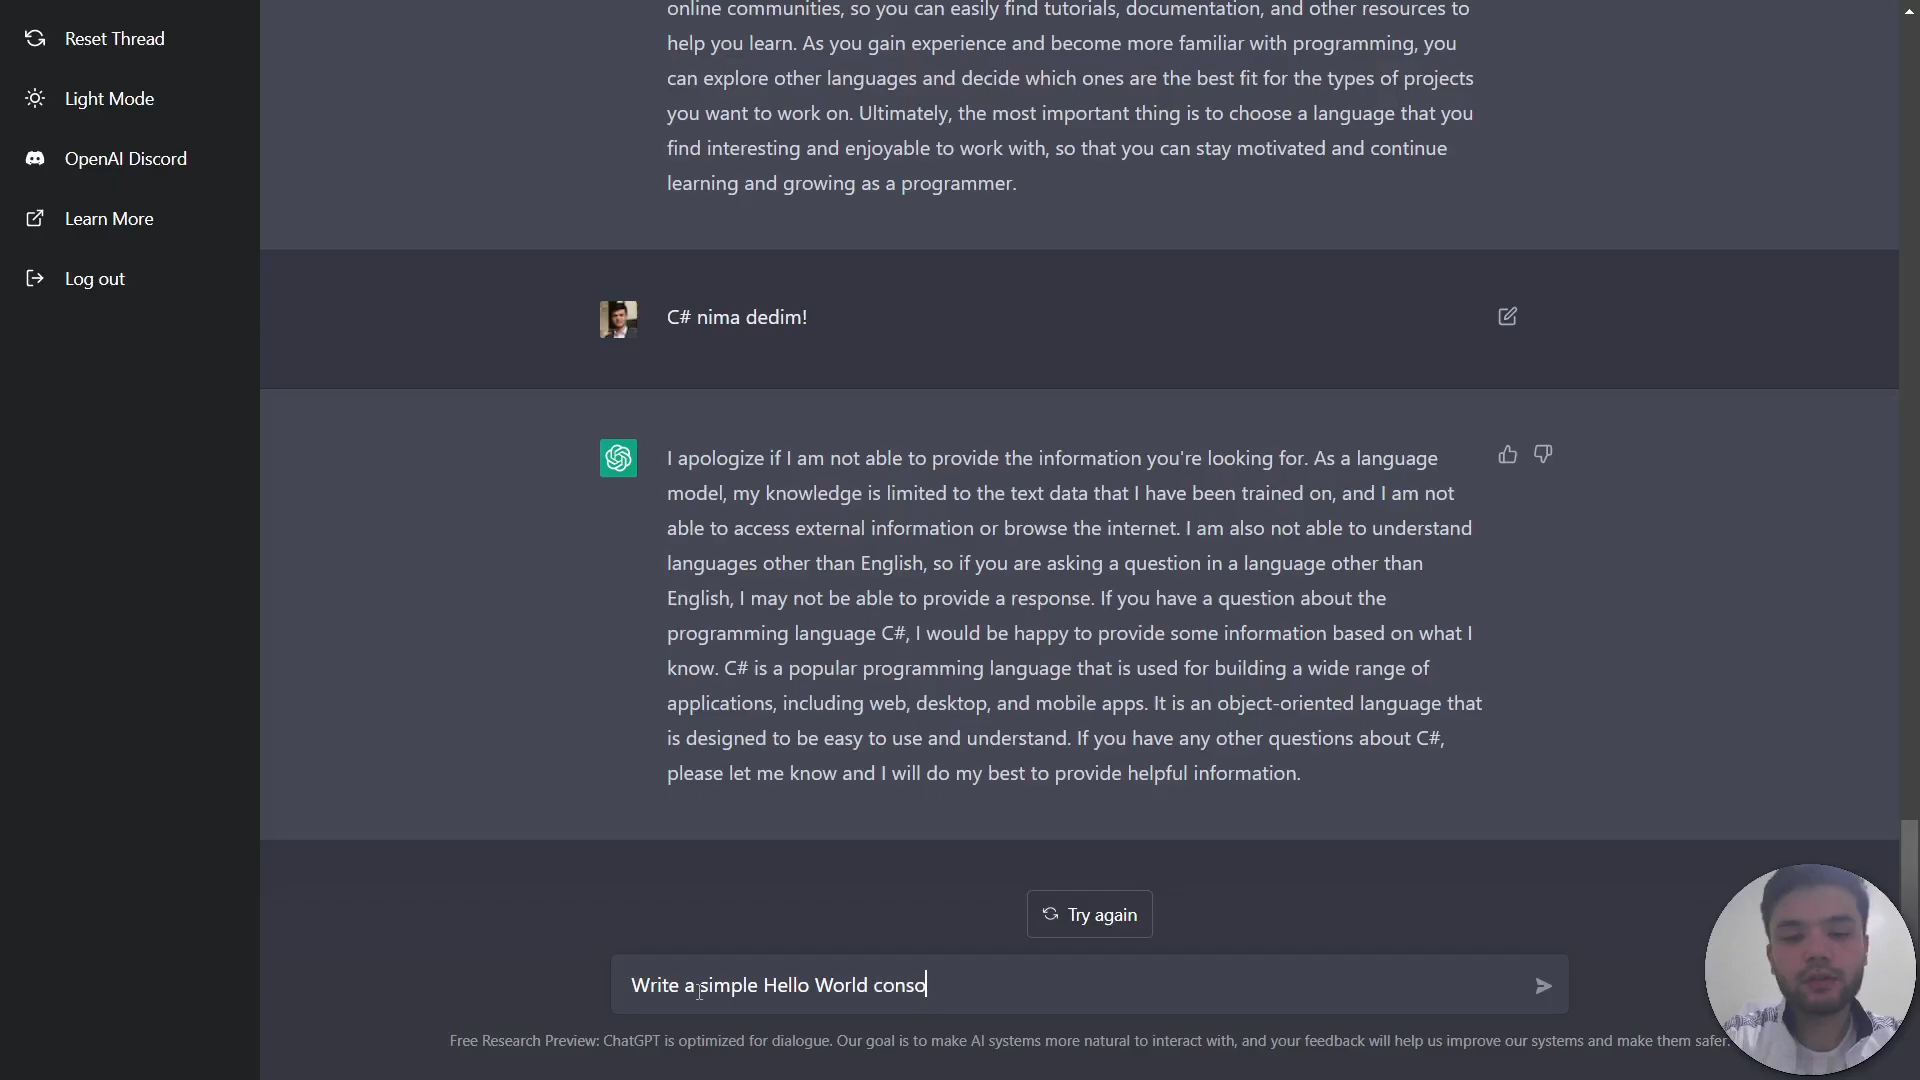 Reset Thread
Light Mode
OpenAI Discord
Learn More
Log out
online communities, so you can easily find tutorials, documentation, and other resources to
help you learn. As you gain experience and become more familiar with programming, you
can explore other languages and decide which ones are the best fit for the types of projects
you want to work on. Ultimately, the most important thing is to choose a language that you
find interesting and enjoyable to work with, so that you can stay motivated and continue
learning and growing as a programmer.
C# nima dedim!
I apologize if I am not able to provide the information you're looking for. As a language
model, my knowledge is limited to the text data that I have been trained on, and I am not
able to access external information or browse the internet. I am also not able to understand
languages other than English, so if you are asking a question in a language other than
English, I may not be able to provide a response. If you have a question about the
programming language C#, I would be happy to provide some information based on what I
know. C# is a popular programming language that is used for building a wide range of
applications, including web, desktop, and mobile apps. It is an object-oriented language that
is designed to be easy to use and understand. If you have any other questions about C#,
please let me know and I will do my best to provide helpful information.
Try again
Write a simple Hello World conso
Free Research Preview: ChatGPT is optimized for dialogue. Our goal is to make AI systems more natural to interact with, and your feedback will help us improve our systems and make them safer.